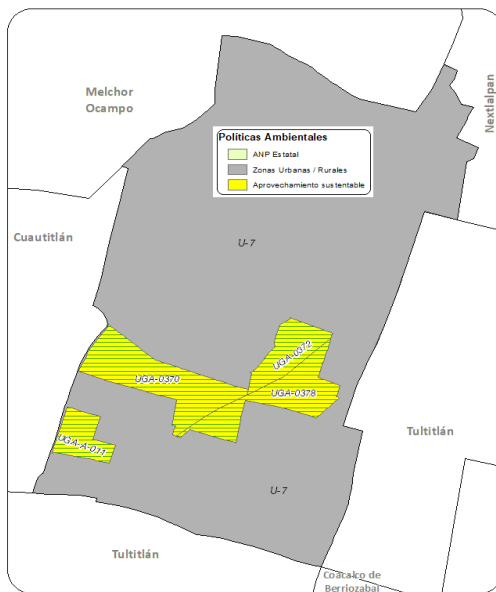 Melchor
Ocampo
Nextlalpan
Políticas Ambientales
ANP Estatal
Zonas Urbanas / Rurales
Aprovechamiento sustentable
Cuautitlán
U-7
UGA-0372
UGA-0370
UGA-0378
UGA-A-011
Tultitlán
U-7
Tultitlán
Coacalco de
Berriozabal